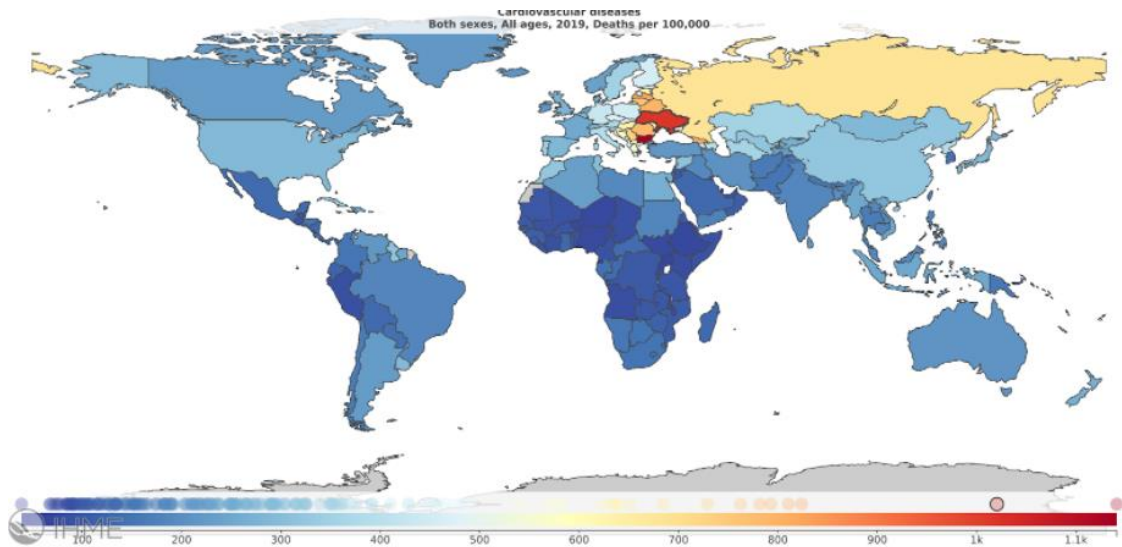 Cardiovascular diseases
Both sexes, All ages, 2019, Deaths per 100,000
IHME
100 200 300 400 500 600 700 800 900 1k 1.1k